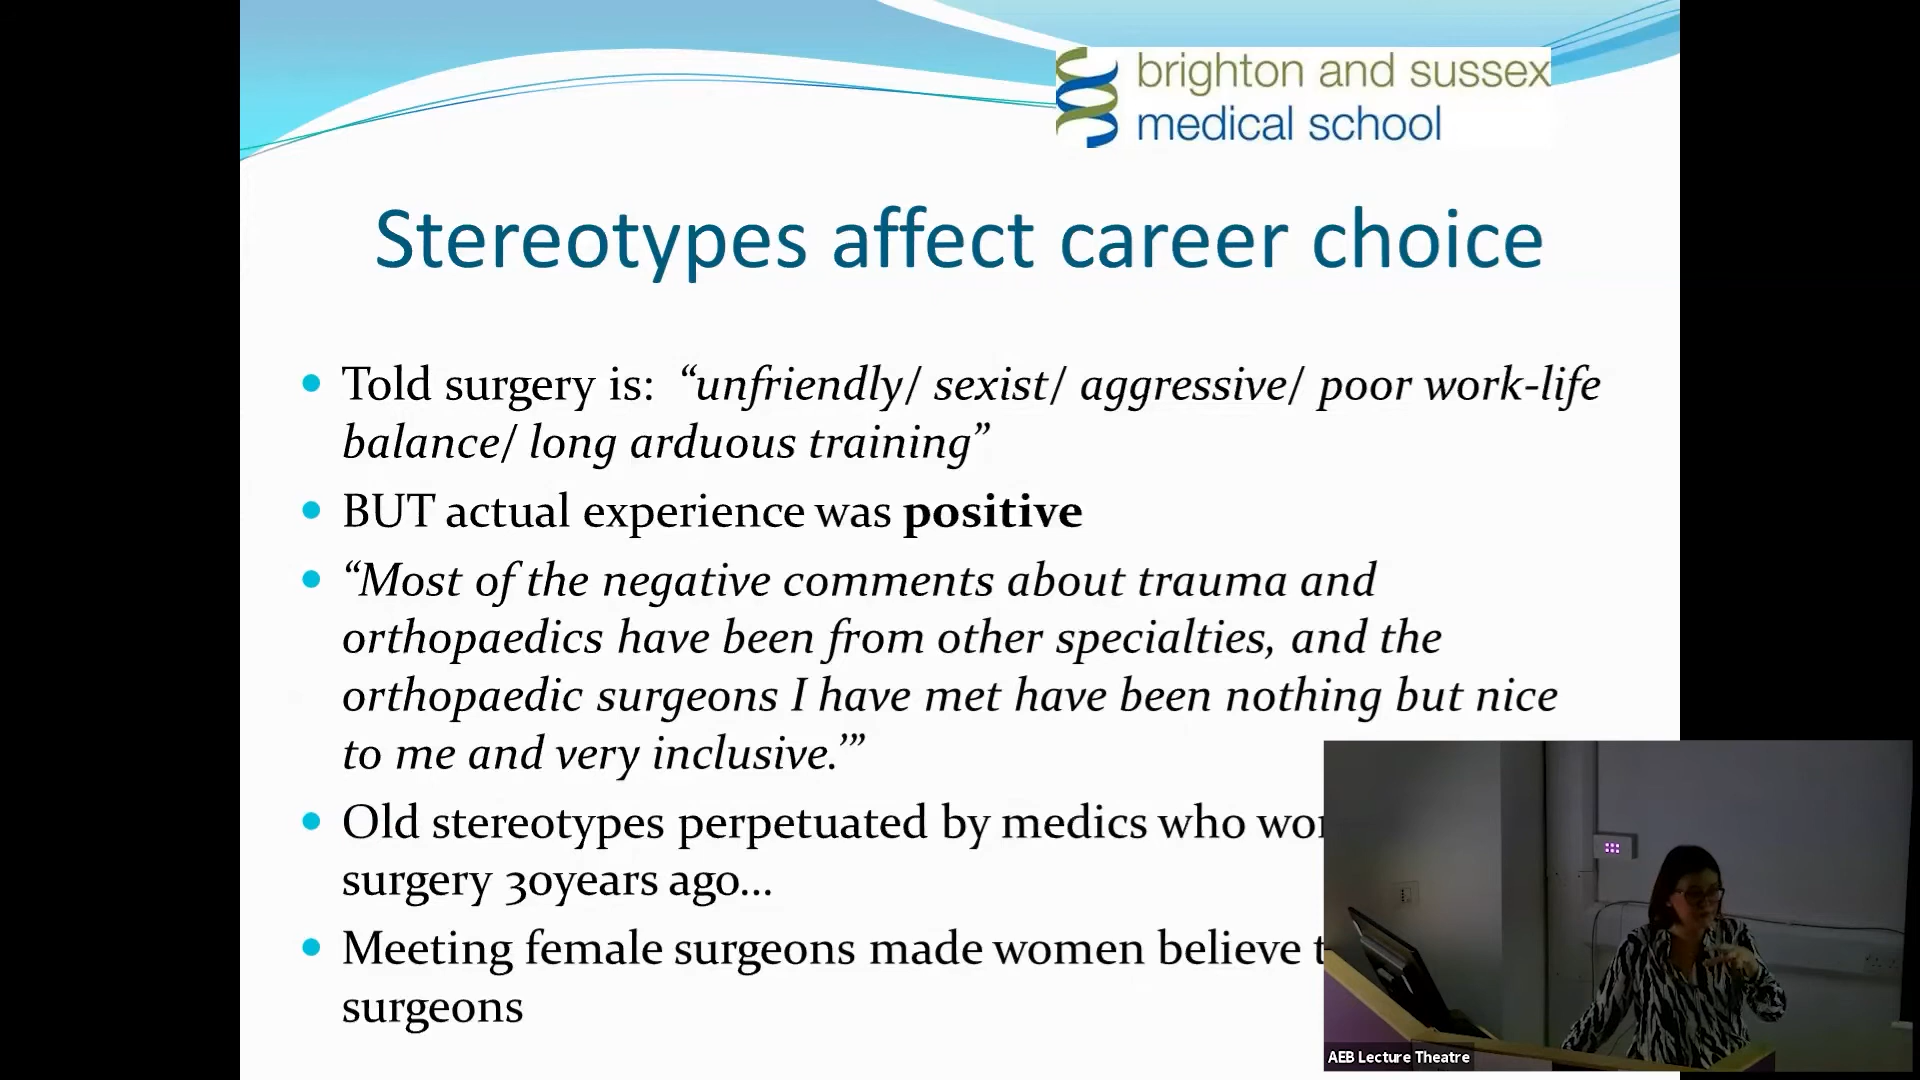 brighton and sussex
medical school
Stereotypes affect career choice
• Told surgery is: “unfriendly/ sexist/ aggressive/ poor work-life
balance/ long arduous training”
• BUT actual experience was positive
• “Most of the negative comments about trauma and
orthopaedics have been from other specialties, and the
orthopaedic surgeons I have met have been nothing but nice
to me and very inclusive.’”
• Old stereotypes perpetuated by medics who
surgery 30years ago...
• Meeting female surgeons made women believe
surgeons
AEB Lecture Theatre